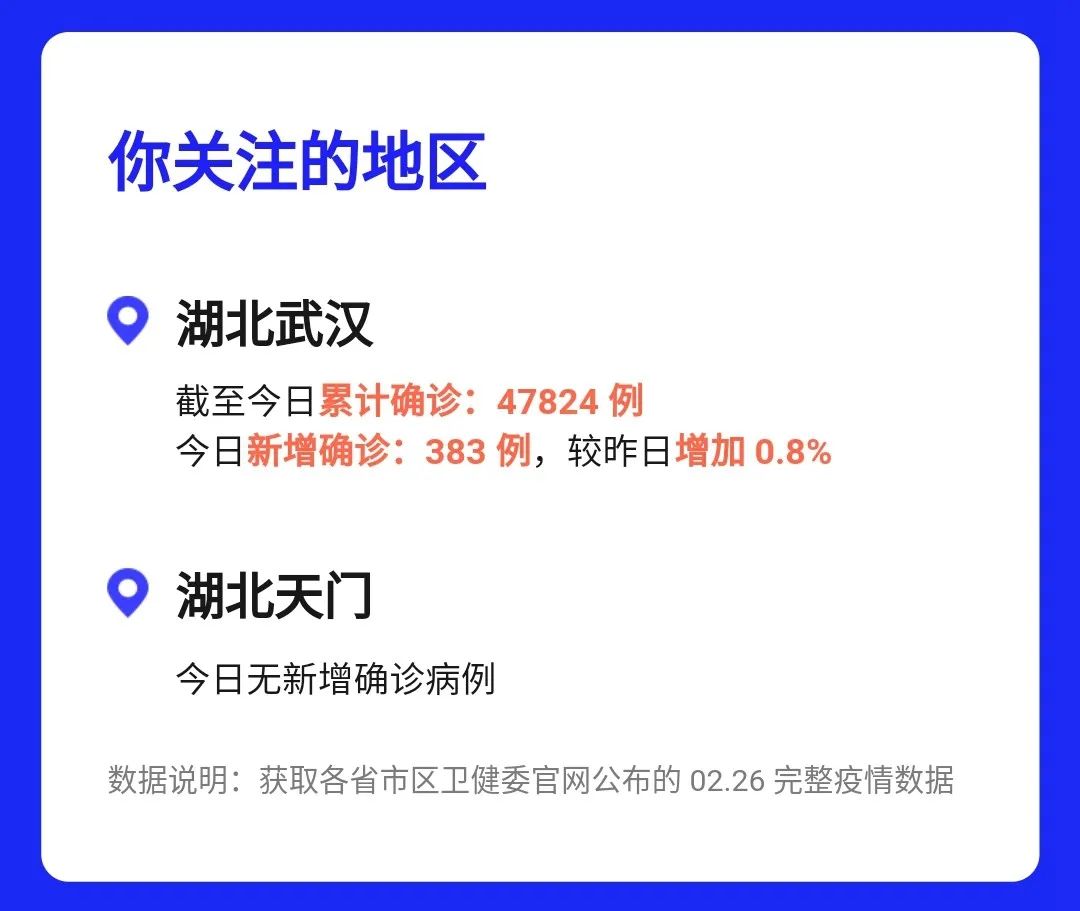 你关注的地区
湖北武汉
截至今日累计确诊：47824 例
今日新增确诊：383 例，较昨日增加 0.8%
湖北天门
今日无新增确诊病例
数据说明：获取各省市区卫健委官网公布的 02.26 完整疫情数据